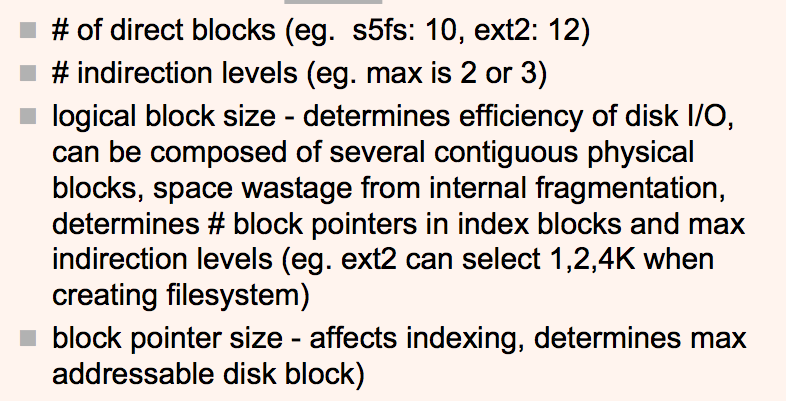 # of direct blocks (eg. s5fs: 10, ext2: 12)
# indirection levels (eg. max is 2 or 3)
logical block size - determines efficiency of disk I/O,
can be composed of several contiguous physical
blocks, space wastage from internal fragmentation,
determines # block pointers in index blocks and max
indirection levels (eg. ext2 can select 1,2,4K when
creating filesystem)
block pointer size - affects indexing, determines max
addressable disk block)